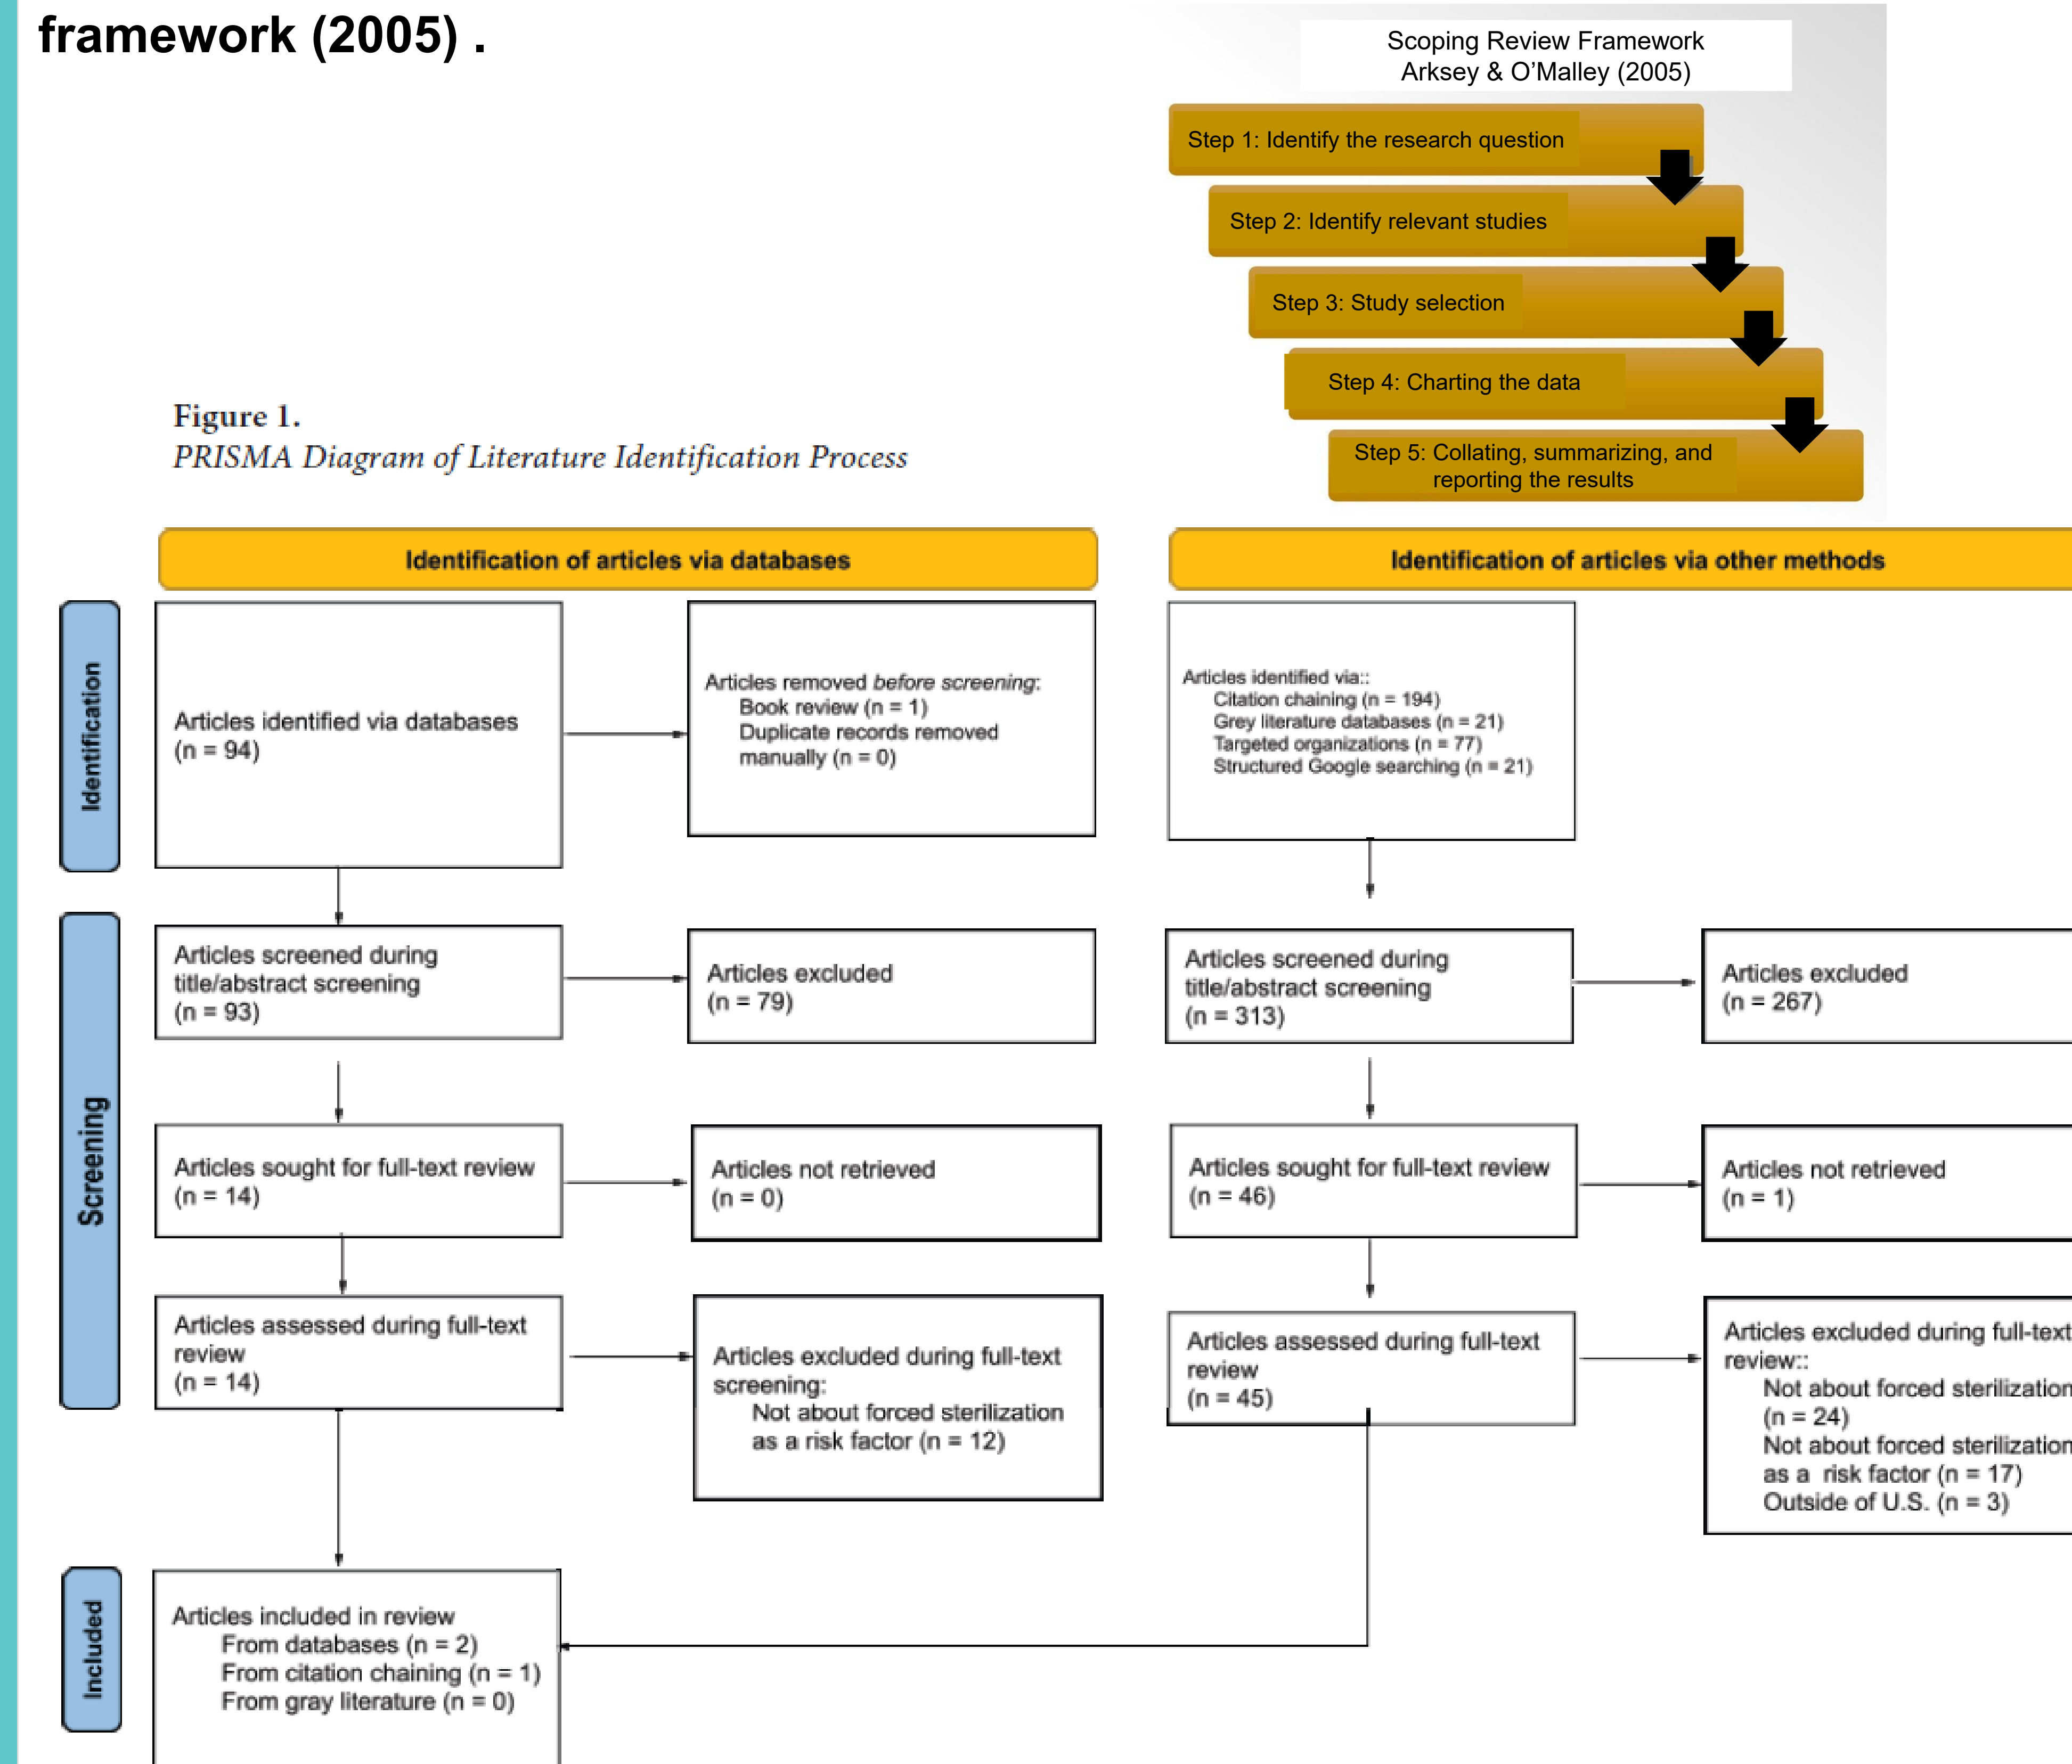 framework (2005) .
Scoping Review Framework
Arksey & O’Malley (2005)
Step 1: Identify the research question
Step 2: Identify relevant studies
Step 3: Study selection
Step 4: Charting the data
Step 5: Collating, summarizing, and
reporting the results
Figure 1.
PRISMA Diagram of Literature Identification Process
Identification of articles via databases
Identification of articles via other methods
Identification
Articles identified via databases
(n = 94)
Articles removed before screening:
Book review (n = 1)
Duplicate records removed
manually (n = 0)
Articles identified via::
Citation chaining (n = 194)
Grey literature databases (n = 21)
Targeted organizations (n = 77)
Structured Google searching (n = 21)
Screening
Articles screened during
title/abstract screening
(n = 93)
Articles excluded
(n = 79)
Articles screened during
title/abstract screening
(n = 313)
Articles excluded
(n = 267)
Articles sought for full-text review
(n = 14)
Articles not retrieved
(n = 0)
Articles sought for full-text review
(n = 46)
Articles not retrieved
(n = 1)
Articles assessed during full-text
review
(n = 14)
Articles excluded during full-text
screening:
Not about forced sterilization
as a risk factor (n = 12)
Articles assessed during full-text
review
(n = 45)
Articles excluded during full-text
review::
Not about forced sterilization
(n = 24)
Not about forced sterilization
as a risk factor (n = 17)
Outside of U.S. (n = 3)
Included
Articles included in review
From databases (n = 2)
From citation chaining (n = 1)
From gray literature (n = 0)